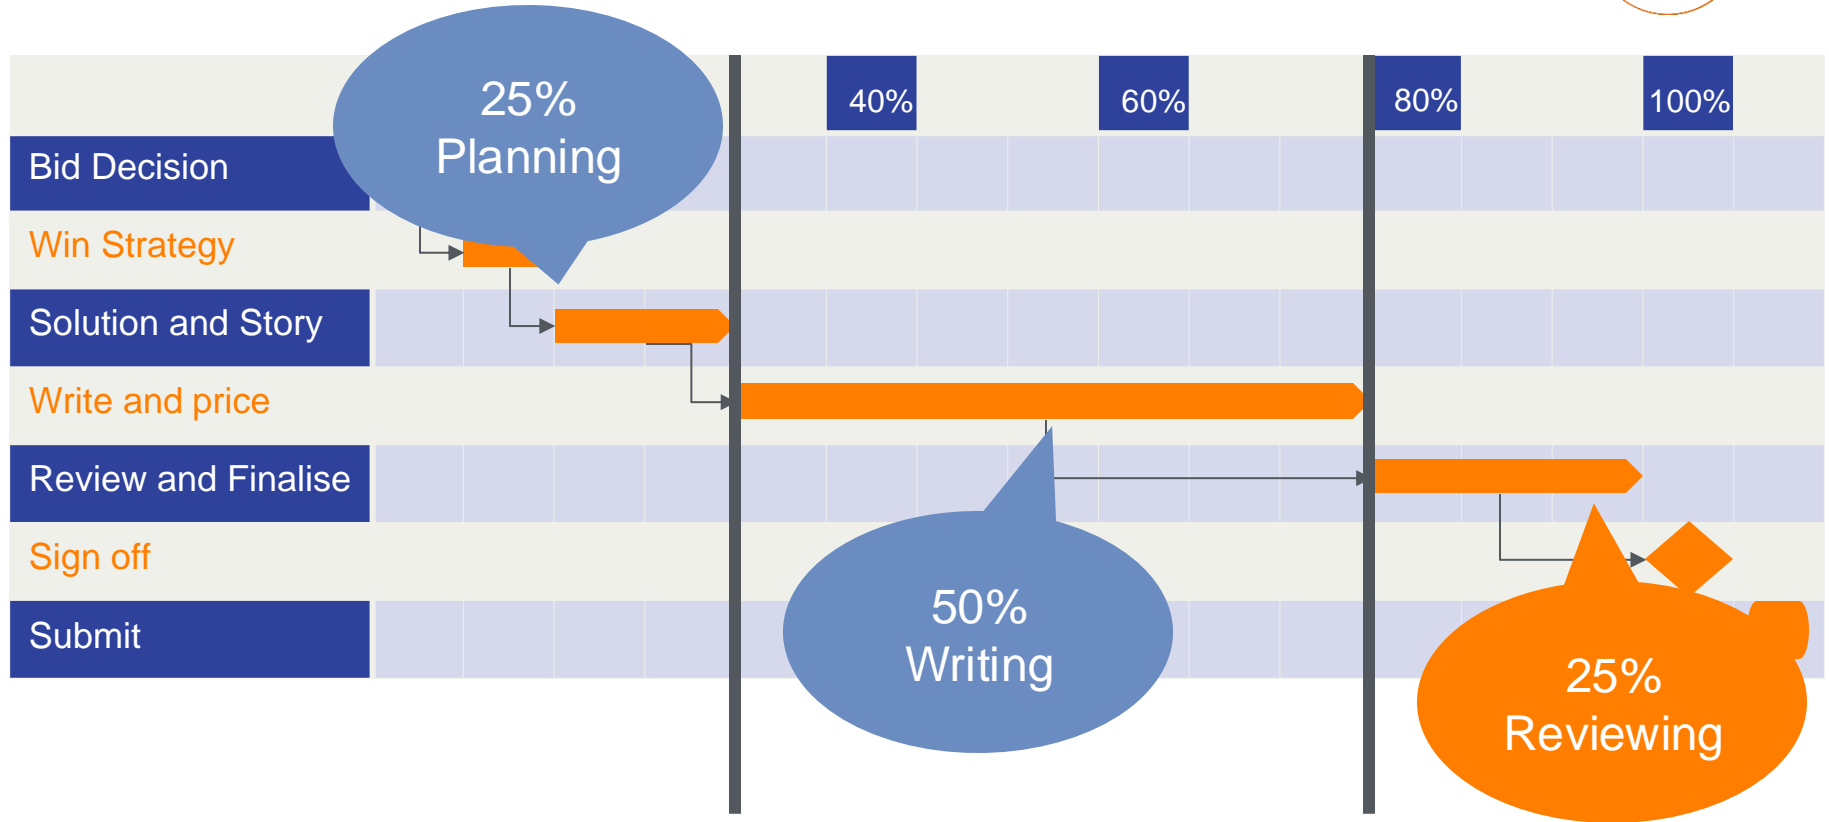 25%
Planning
40%
60%
80%
100%
Bid Decision
Win Strategy
Solution and Story
Write and price
Review and Finalise
Sign off
Submit
50%
Writing
25%
Reviewing